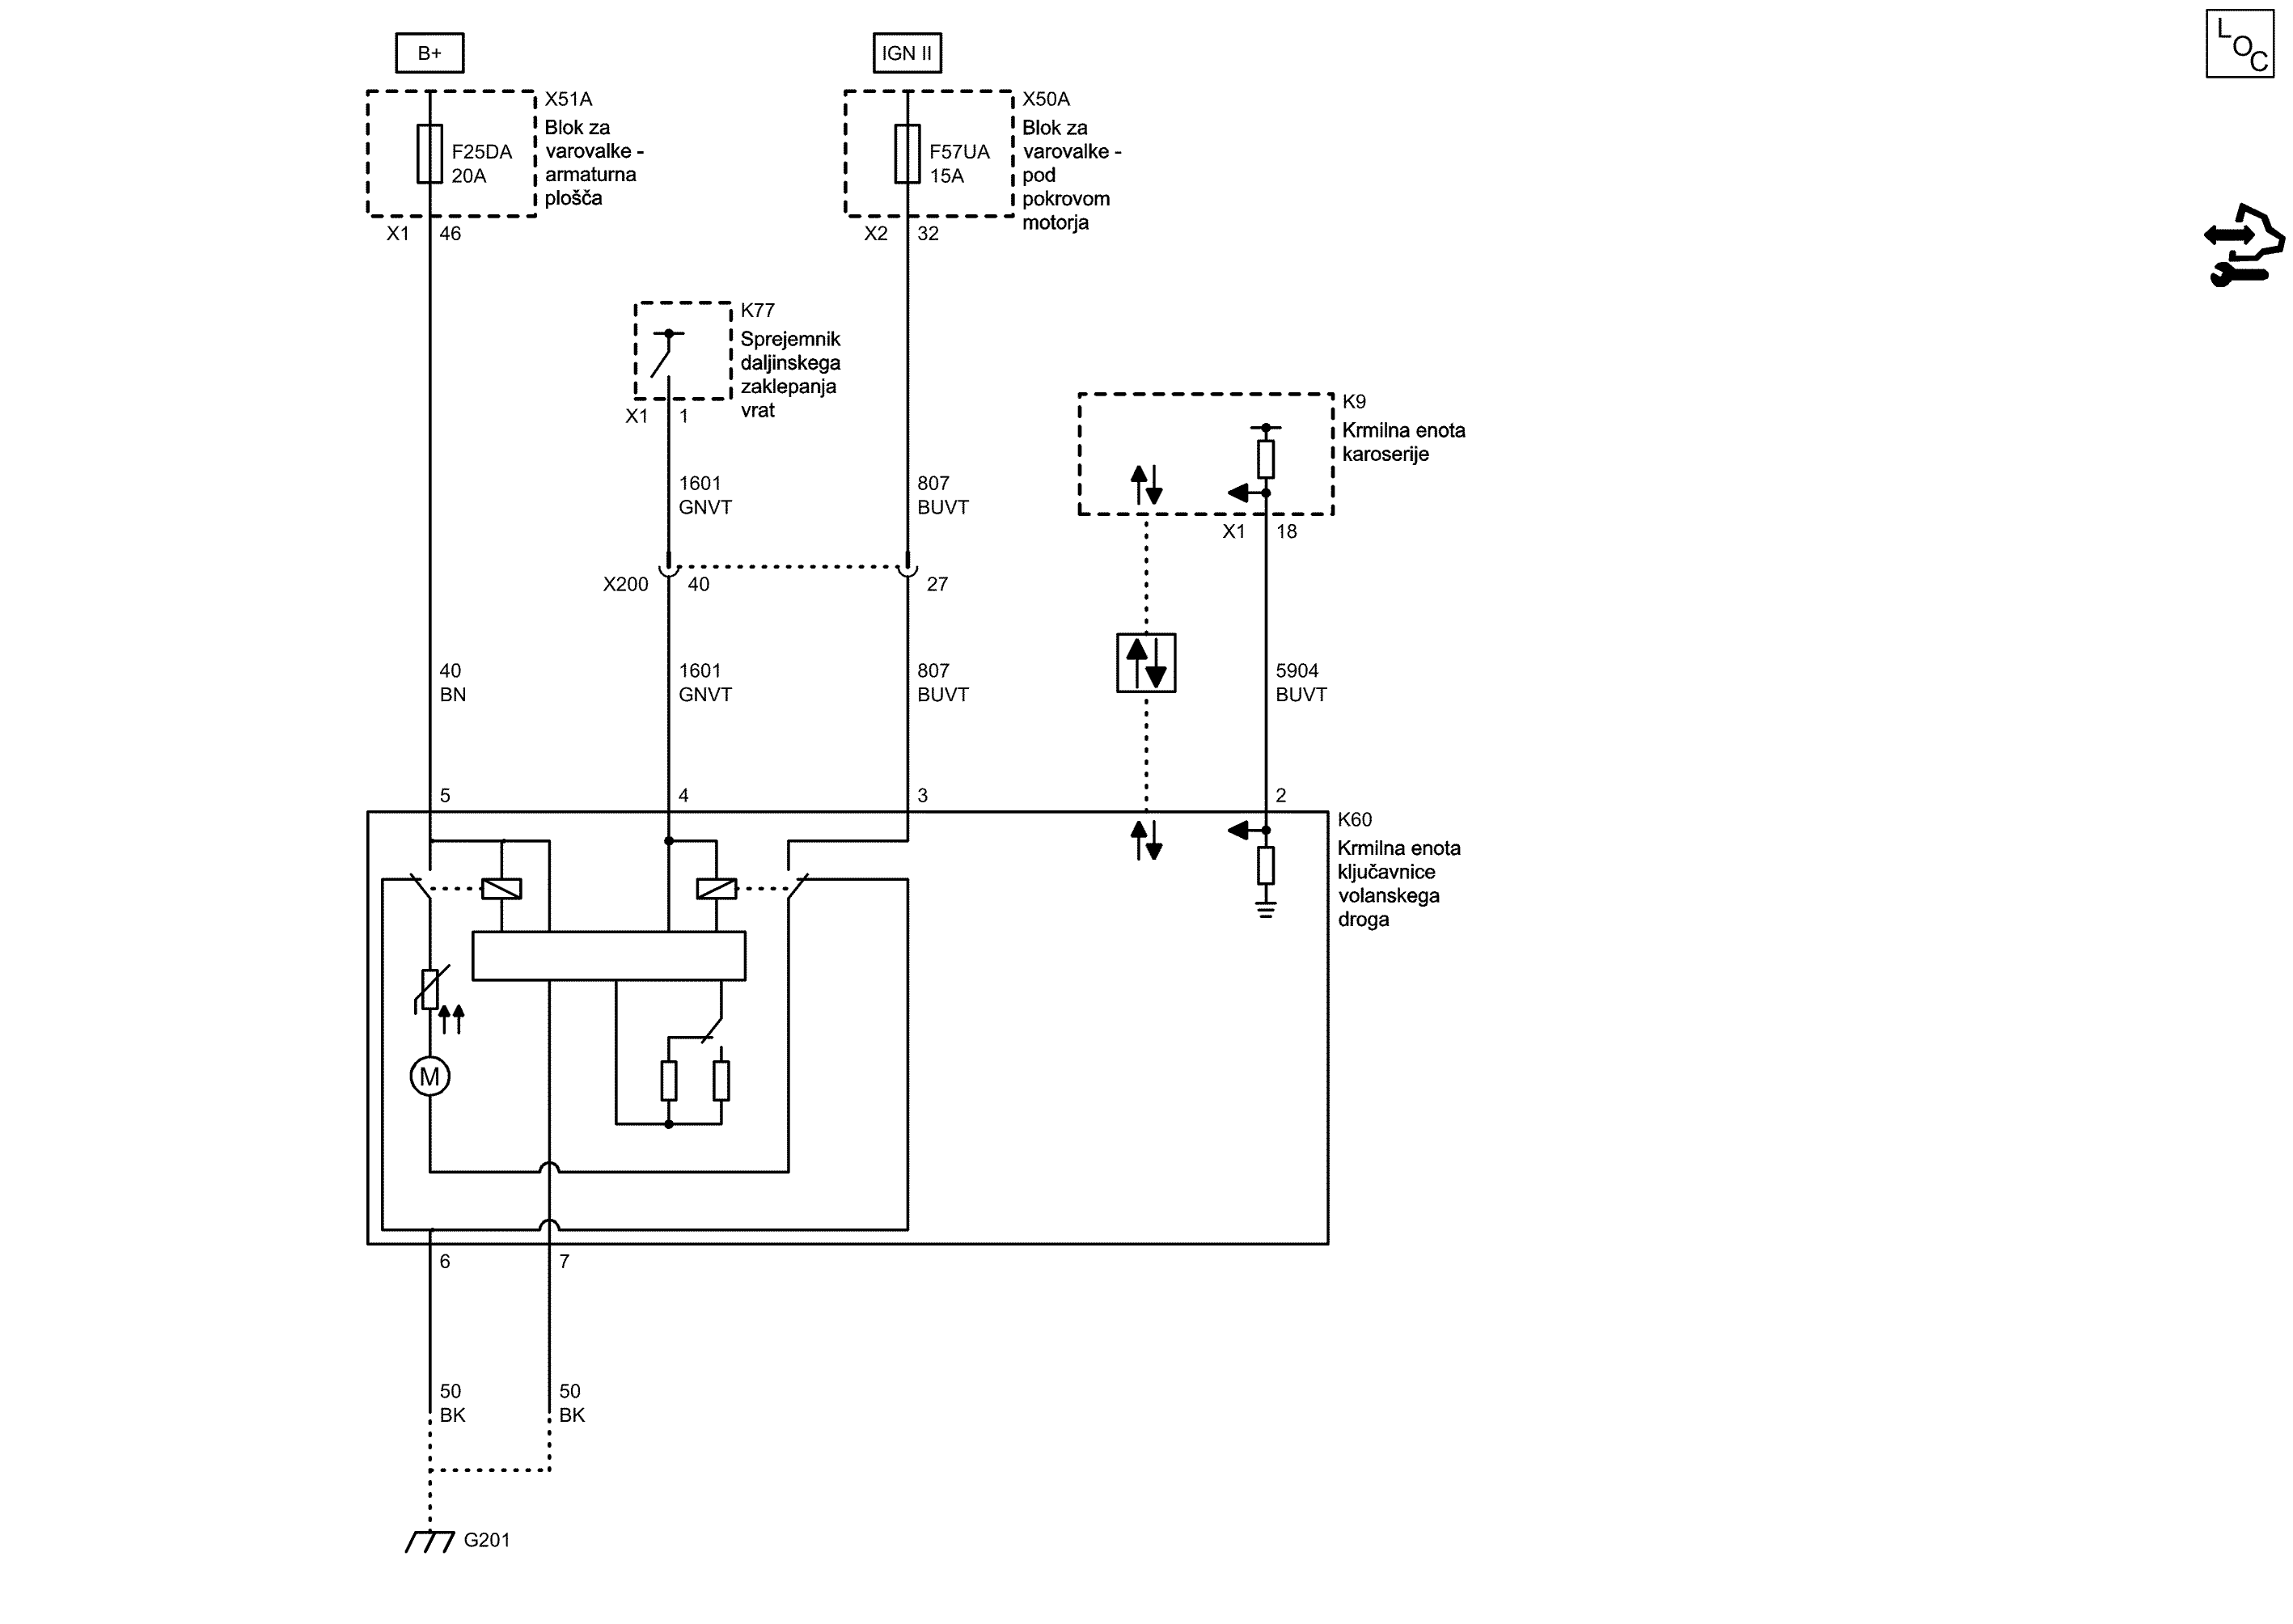 B+
IGN II
LOC
X51A
Blok za
varovalke -
armaturna
plošča
F25DA
20A
X1 46
X50A
Blok za
varovalke -
pod
pokrovom
motorja
F57UA
15A
X2 32
K77
Sprejemnik
daljinskega
zaklepanja
vrat
X1 1
K9
Krmilna enota
karoserije
X1 18
1601
GNVT
807
BUVT
X200 40 27
40
BN
1601
GNVT
807
BUVT
5904
BUVT
5 4 3 2
K60
Krmilna enota
ključavnice
volanskega
droga
M
6 7
50
BK
50
BK
G201